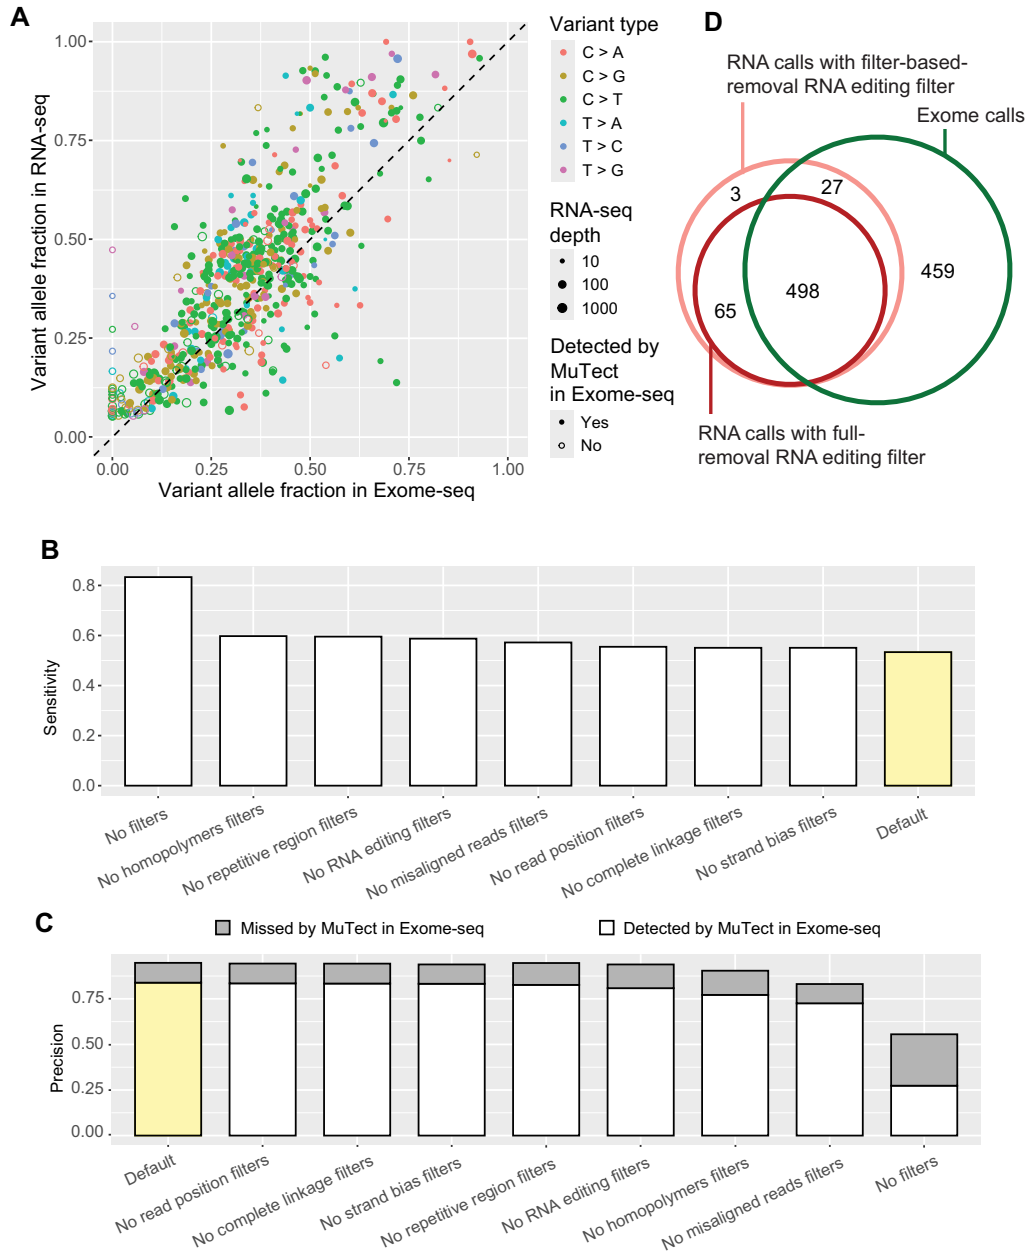 A
Variant allele fraction in RNA-seq
1.00
0.75
0.50
0.25
0.00
0.00
0.25
0.50
0.75
1.00
Variant allele fraction in Exome-seq
Variant type
C > A
C > G
C > T
T > A
T > C
T > G
RNA-seq
depth
10
100
1000
Detected by
MuTect
in Exome-seq
Yes
No
D
RNA calls with filter-based-
removal RNA editing filter
Exome calls
3
27
459
498
65
RNA calls with full-
removal RNA editing filter
B
Sensitivity
0.8
0.6
0.4
0.2
0.0
No filters
No homopolymers filters
No repetitive region filters
No RNA editing filters
No misaligned reads filters
No read position filters
No complete linkage filters
No strand bias filters
Default
C
Missed by MuTect in Exome-seq
Detected by MuTect in Exome-seq
Precision
0.75
0.50
0.25
0.00
Default
No read position filters
No complete linkage filters
No strand bias filters
No repetitive region filters
No RNA editing filters
No homopolymers filters
No misaligned reads filters
No filters